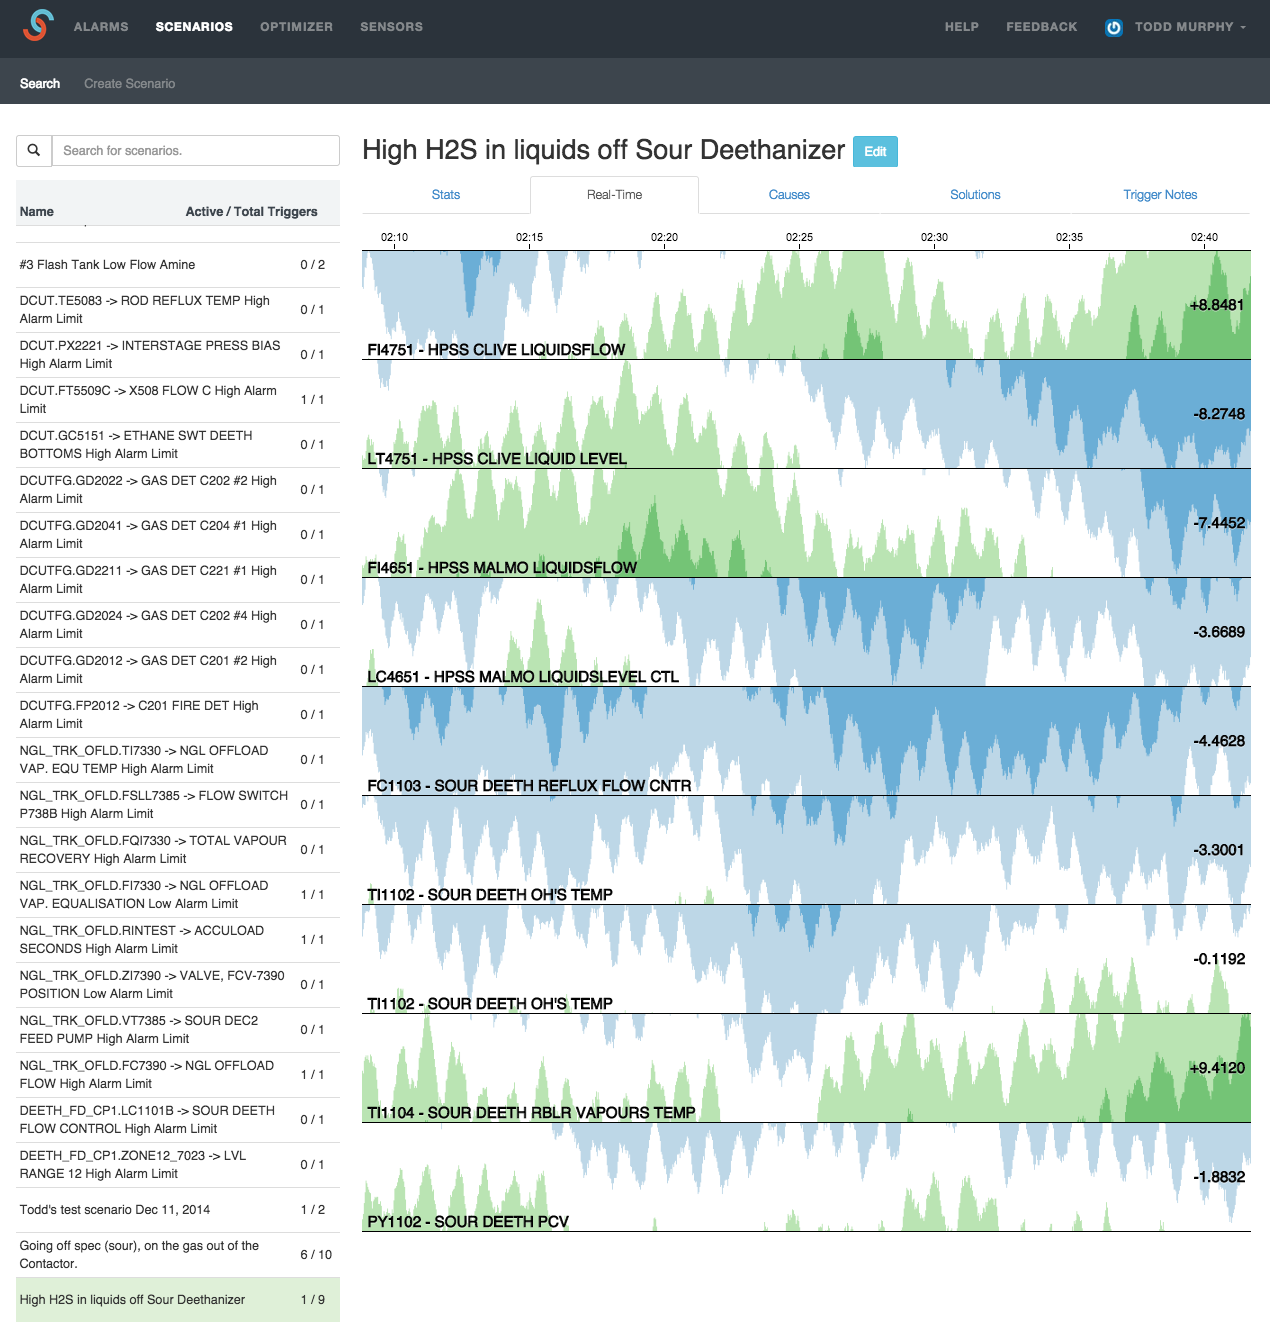 ALARMS SCENARIOS OPTIMIZER SENSORS HELP FEEDBACK TODD MURPHY
Search Create Scenario
Search for scenarios.
Name Active / Total Triggers
#3 Flash Tank Low Flow Amine 0 / 2
DCUT.TE5083 -> ROD REFLUX TEMP High
Alarm Limit 0 / 1
DCUT.PX2221 -> INTERSTAGE PRESS BIAS
High Alarm Limit 0 / 1
DCUT.FT5509C -> X508 FLOW C High Alarm
Limit 1 / 1
DCUT.GC5151 -> ETHANE SWT DEETH
BOTTOMS High Alarm Limit 0 / 1
DCUTFG.GD2022 -> GAS DET C202 #2 High
Alarm Limit 0 / 1
DCUTFG.GD2041 -> GAS DET C204 #1 High
Alarm Limit 0 / 1
DCUTFG.GD2211 -> GAS DET C221 #1 High
Alarm Limit 0 / 1
DCUTFG.GD2024 -> GAS DET C202 #4 High
Alarm Limit 0 / 1
DCUTFG.GD2012 -> GAS DET C201 #2 High
Alarm Limit 0 / 1
DCUTFG.FP2012 -> C201 FIRE DET High
Alarm Limit 0 / 1
NGL_TRK_OFLD.TI7330 -> NGL OFFLOAD
VAP. EQU TEMP High Alarm Limit 0 / 1
NGL_TRK_OFLD.FSLL7385 -> FLOW SWITCH
P738B High Alarm Limit 0 / 1
NGL_TRK_OFLD.FQI7330 -> TOTAL VAPOUR
RECOVERY High Alarm Limit 0 / 1
NGL_TRK_OFLD.FI7330 -> NGL OFFLOAD
VAP. EQUALISATION Low Alarm Limit 1 / 1
NGL_TRK_OFLD.RINTEST -> ACCULOAD
SECONDS High Alarm Limit 1 / 1
NGL_TRK_OFLD.ZI7390 -> VALVE, FCV-7390
POSITION Low Alarm Limit 0 / 1
NGL_TRK_OFLD.VT7385 -> SOUR DEC2
FEED PUMP High Alarm Limit 0 / 1
NGL_TRK_OFLD.FC7390 -> NGL OFFLOAD
FLOW High Alarm Limit 1 / 1
DEETH_FD_CP1.LC1101B -> SOUR DEETH
FLOW CONTROL High Alarm Limit 0 / 1
DEETH_FD_CP1.ZONE12_7023 -> LVL
RANGE 12 High Alarm Limit 0 / 1
Todd's test scenario Dec 11, 2014 1 / 2
Going off spec (sour), on the gas out of the
Contactor. 6 / 10
High H2S in liquids off Sour Deethanizer 1 / 9
High H2S in liquids off Sour Deethanizer Edit
Stats Real-Time Causes Solutions Trigger Notes
02:10 02:15 02:20 02:25 02:30 02:35 02:40
+8.8481
FI4751 - HPSS CLIVE LIQUIDSFLOW
-8.2748
LT4751 - HPSS CLIVE LIQUID LEVEL
-7.4452
FI4651 - HPSS MALMO LIQUIDSFLOW
-3.6689
LC4651 - HPSS MALMO LIQUIDSLEVEL CTL
-4.4628
FC1103 - SOUR DEETH REFLUX FLOW CNTR
-3.3001
TI1102 - SOUR DEETH OH'S TEMP
-0.1192
TI1102 - SOUR DEETH OH'S TEMP
+9.4120
TI1104 - SOUR DEETH RBLR VAPOURS TEMP
-1.8832
PY1102 - SOUR DEETH PCV